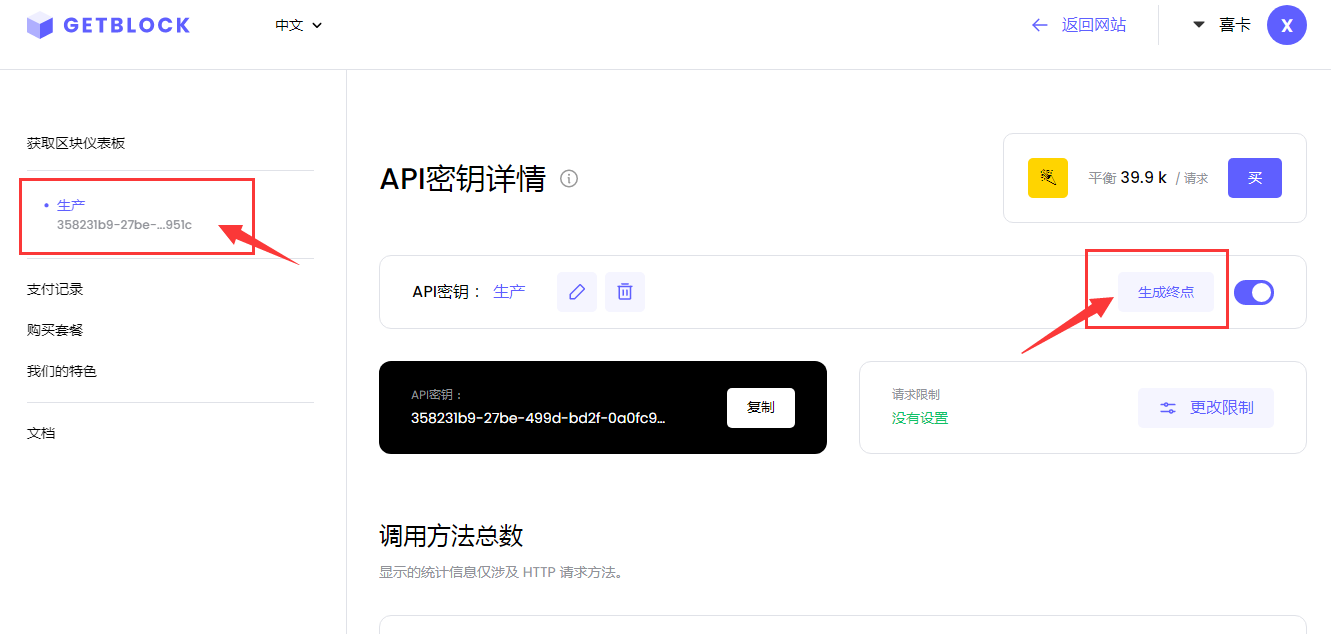 GETBLOCK
中文
返回网站
喜卡
X
获取区块仪表板
生产
358231b9-27be-...951c
支付记录
购买套餐
我们的特色
文档
API密钥详情
平衡 39.9 k / 请求
买
API密钥： 生产
生成终点
API密钥：
358231b9-27be-499d-bd2f-0a0fc9...
复制
请求限制
没有设置
更改限制
调用方法总数
显示的统计信息仅涉及 HTTP 请求方法。